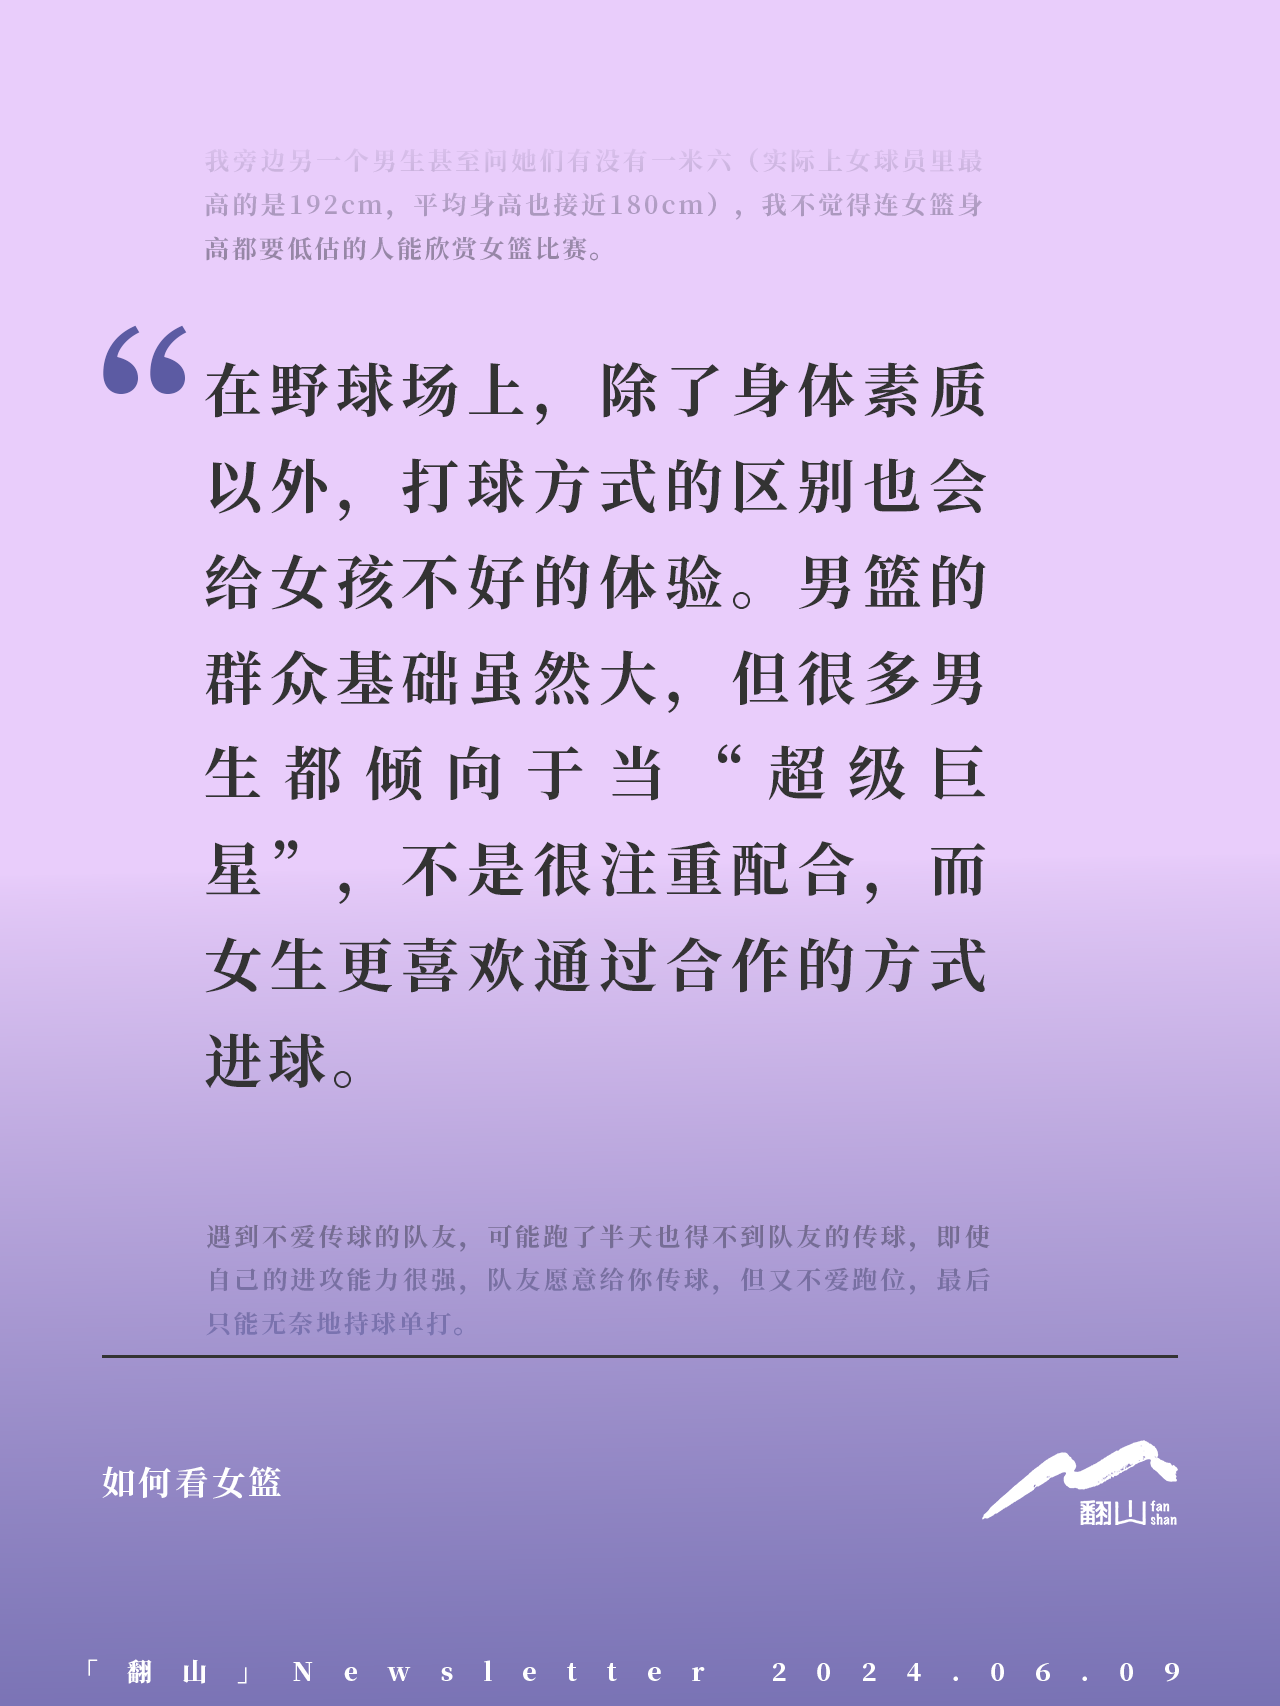 我旁边另一个男生甚至问她们有没有一米六（实际上女球员里最
高的是192cm，平均身高也接近180cm），我不觉得连女篮身
高都要低估的人能欣赏女篮比赛。
“
在野球场上，除了身体素质
以外，打球方式的区别也会
给女孩不好的体验。男篮的
群众基础虽然大，但很多男
生都倾向于当“超级巨
星”，不是很注重配合，而
女生更喜欢通过合作的方式
进球。
遇到不爱传球的队友，可能跑了半天也得不到队友的传球，即使
自己的进攻能力很强，队友愿意给你传球，但又不爱跑位，最后
只能无奈地持球单打。
如何看女篮
翻山 fan
shan
「翻山」Newsletter 2024.06.09